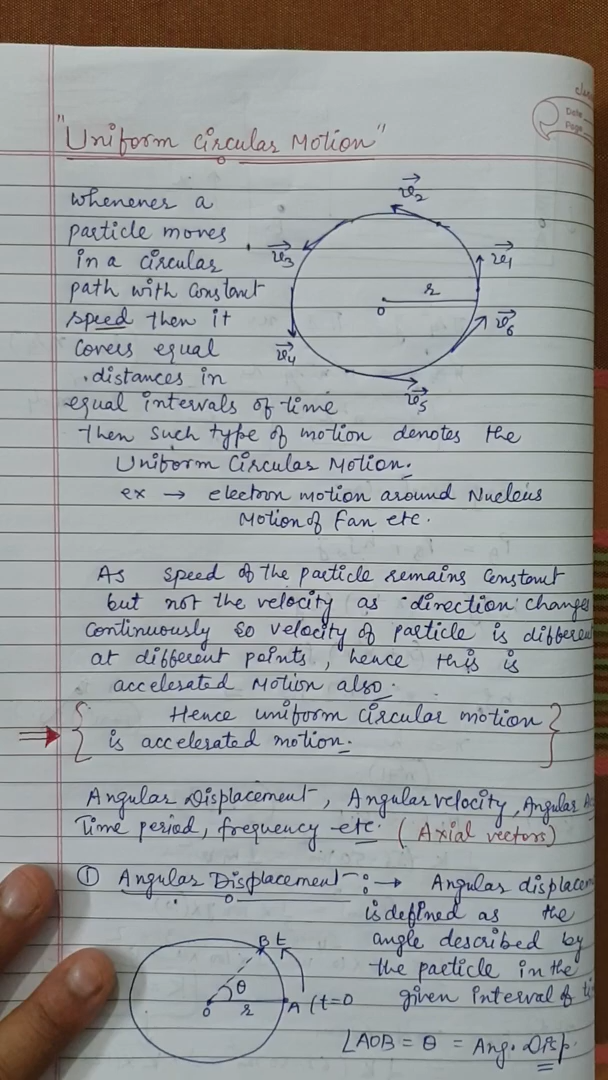 Date
Page
"Uniform Circular Motion"
whenever a
particle moves
in a circular
path with constant
speed then it
covers equal
distances in
equal intervals of time
Then such type of motion denotes the
Uniform Circular Motion.
ex → electron motion around Nucleus
Motion of Fan etc.
v₂
v₃
v₁
r
o
v₆
v₄
v₅
As speed of the particle remains constant
but not the velocity as direction changes
continuously so velocity of particle is different
at different points, hence this is
accelerated Motion also.
⇒ { Hence uniform circular motion }
is accelerated motion.
Angular Displacement, Angular velocity, Angular
Time period, frequency etc. (Axial vectors)
① Angular Displacement -: → Angular displacem
is defined as the
angle described by
the particle in the
given interval of
B t
θ
o r A (t=0
∠AOB = θ = Ang. Disp.